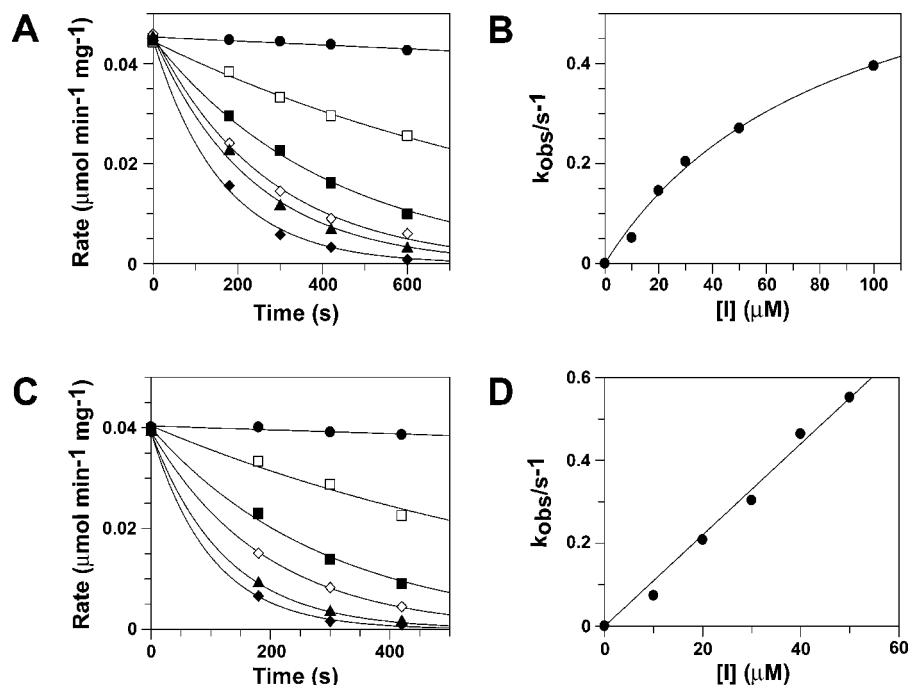 A
Rate (μmol min-1 mg-1)
0.04
0.02
0
0 200 400 600
Time (s)
B
kobs/s-1
0.4
0.2
0
0 20 40 60 80 100
[I] (μM)
C
Rate (μmol min-1 mg-1)
0.04
0.02
0
0 200 400
Time (s)
D
kobs/s-1
0.6
0.4
0.2
0
0 20 40 60
[I] (μM)